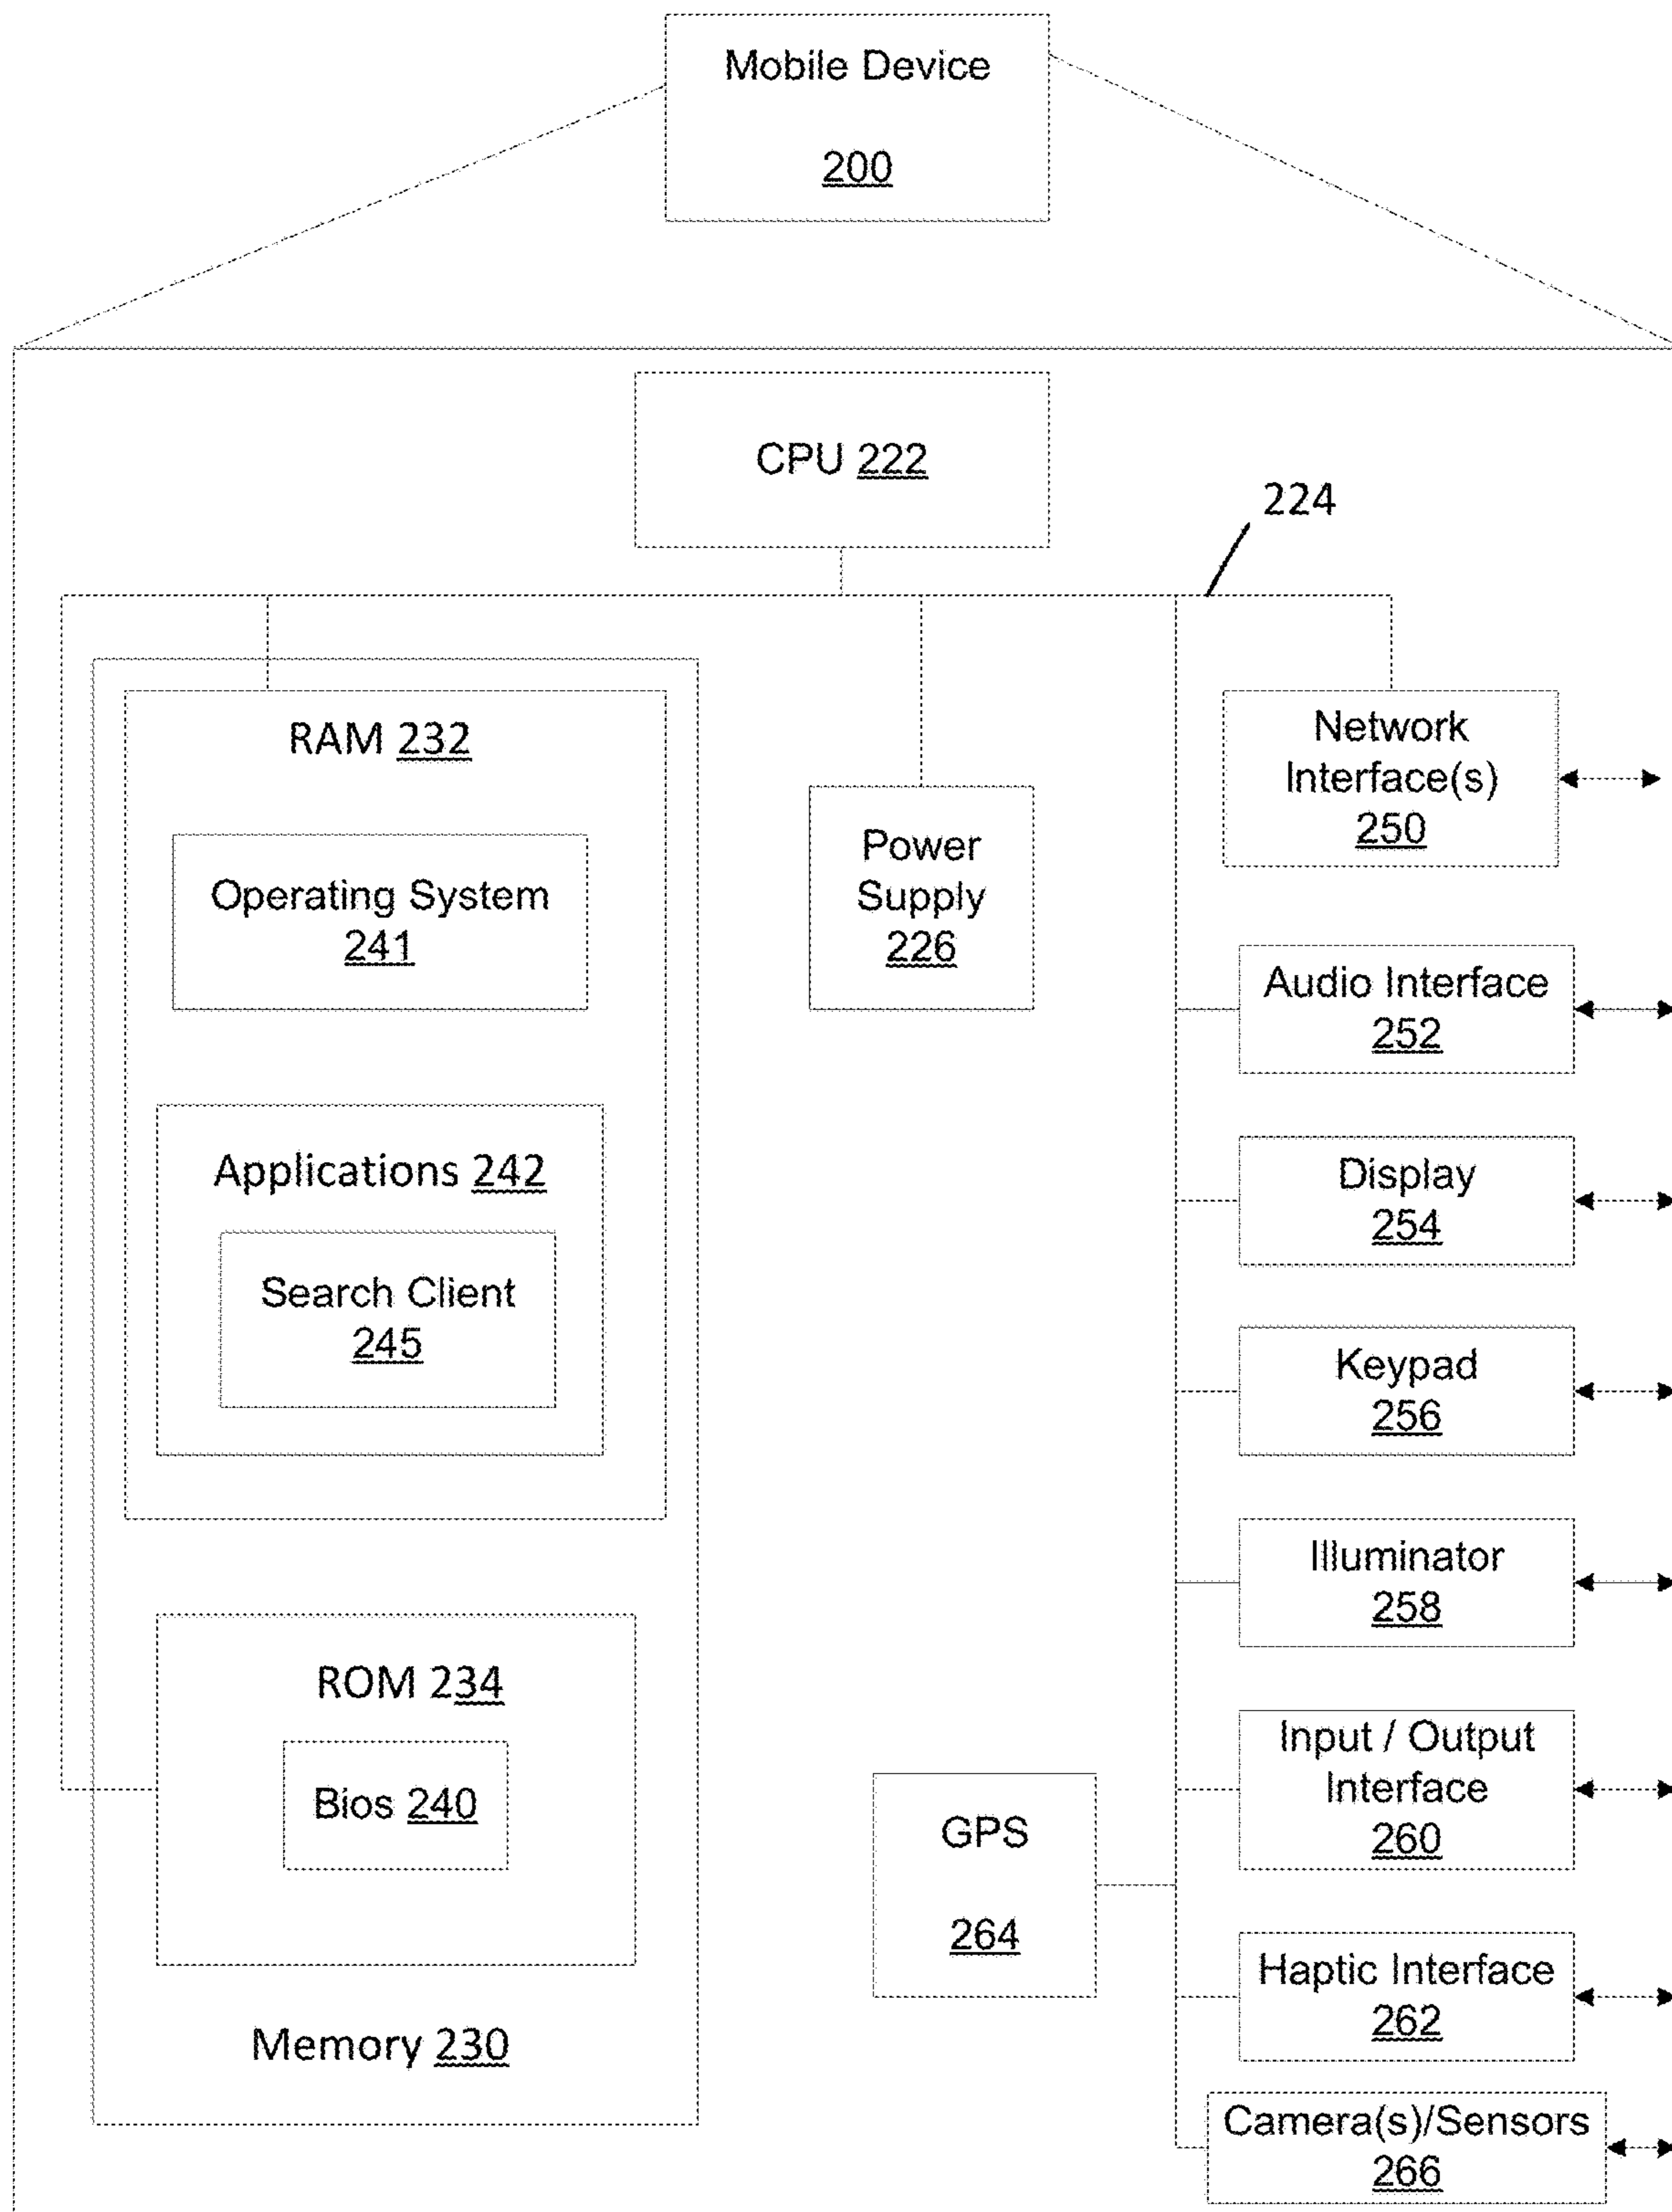 Mobile Device
200
CPU 222
224
RAM 232
Operating System
241
Applications 242
Search Client
245
ROM 234
Bios 240
Memory 230
Power
Supply
226
GPS
264
Network
Interface(s)
250
Audio Interface
252
Display
254
Keypad
256
Illuminator
258
Input / Output
Interface
260
Haptic Interface
262
Camera(s)/Sensors
266